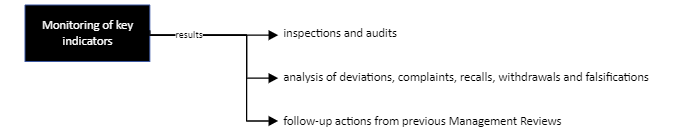 Monitoring of key
indicators
results
inspections and audits
analysis of deviations, complaints, recalls, withdrawals and falsifications
follow-up actions from previous Management Reviews